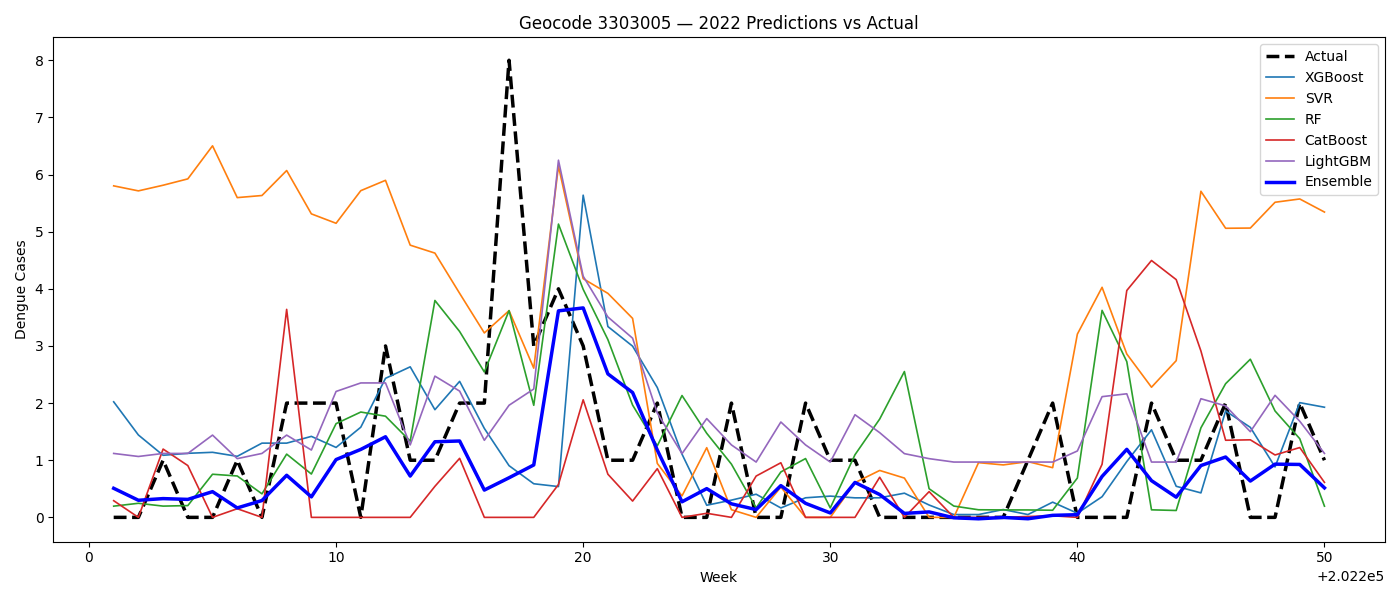 Geocode 3303005 — 2022 Predictions vs Actual
Dengue Cases
8
7
6
5
4
3
2
1
0
0 10 20 30 40 50
Week
+2.022e5
Actual
XGBoost
SVR
RF
CatBoost
LightGBM
Ensemble